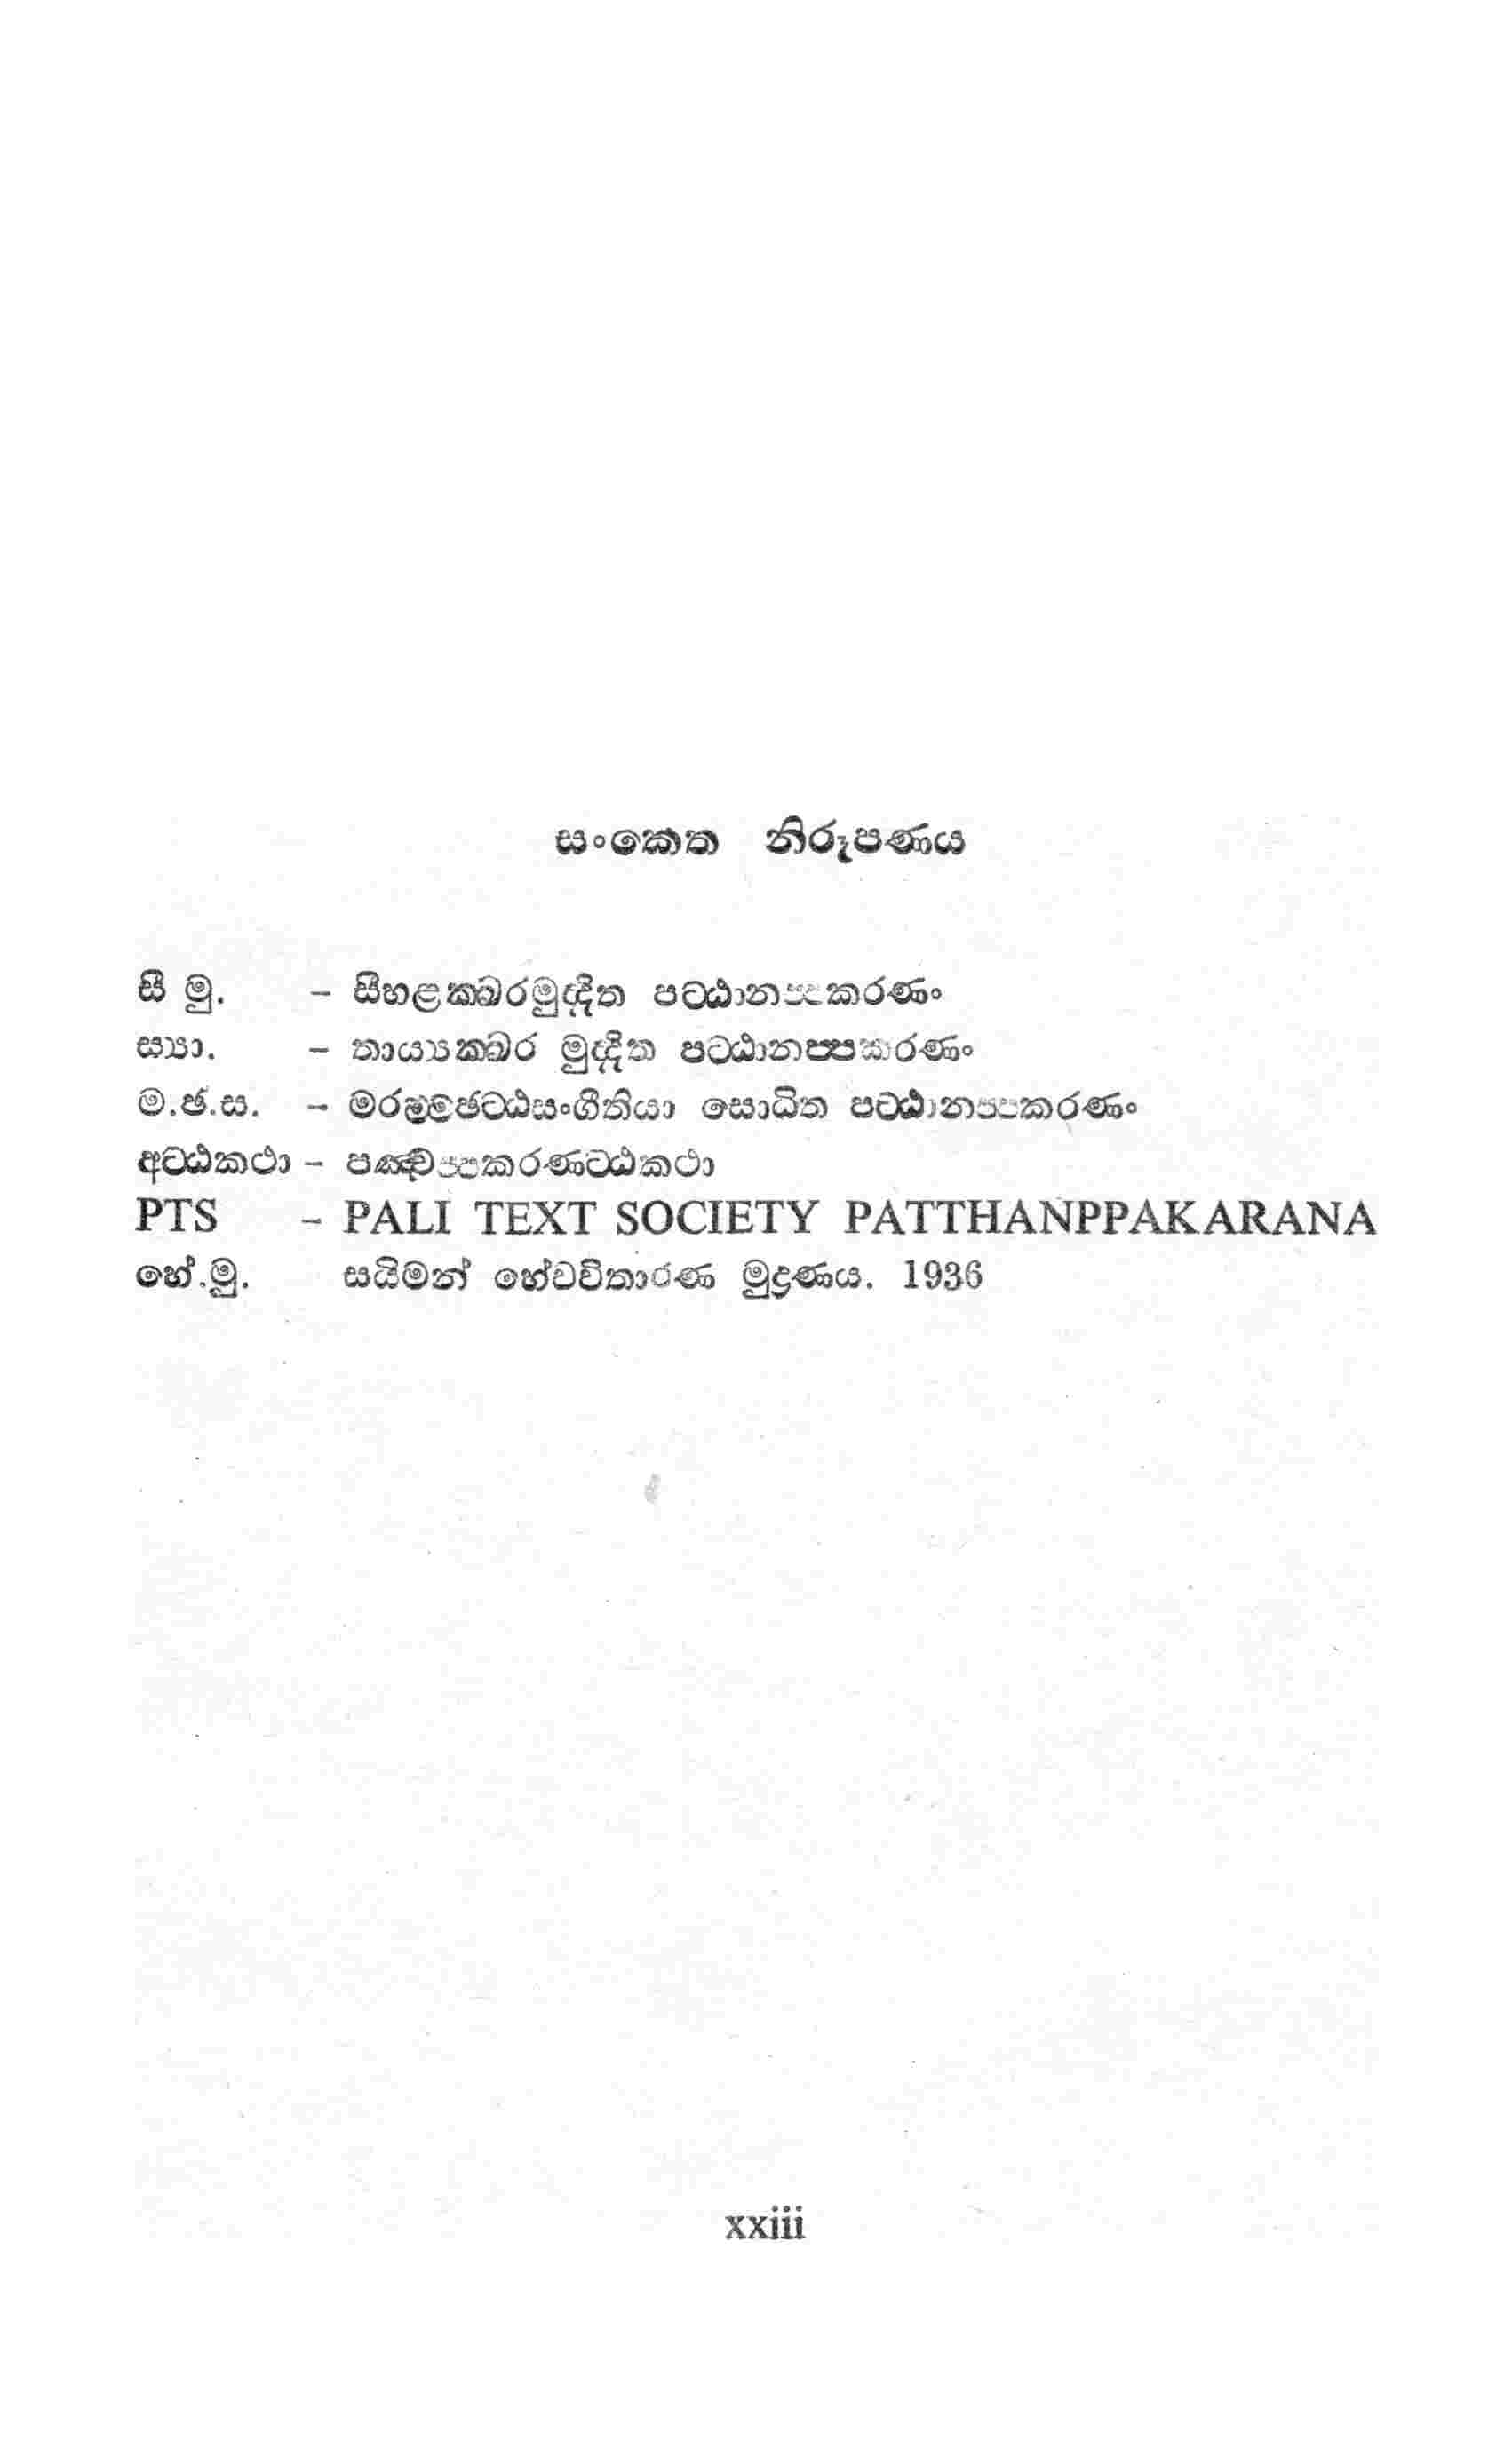 සංකෙත නිරූපණය
සී මු. – සීහළක්ඛරමුද්දිත පට්ඨානප්පකරණං
ස්‍යා. – තාය්‍යක්ඛර මුද්දිත පට්ඨානප්පකරණං
ම.ඡ.ස. – මරම්මඡට්ඨසංගීතියා සොධිත පට්ඨානප්පකරණං
අට්ඨකථා – පඤ්චප්පකරණට්ඨකථා
PTS – PALI TEXT SOCIETY PATTHANPPAKARANA
හේ.මු. සයිමන් හේවවිතාරණ මුද්‍රණය. 1936
xxiii